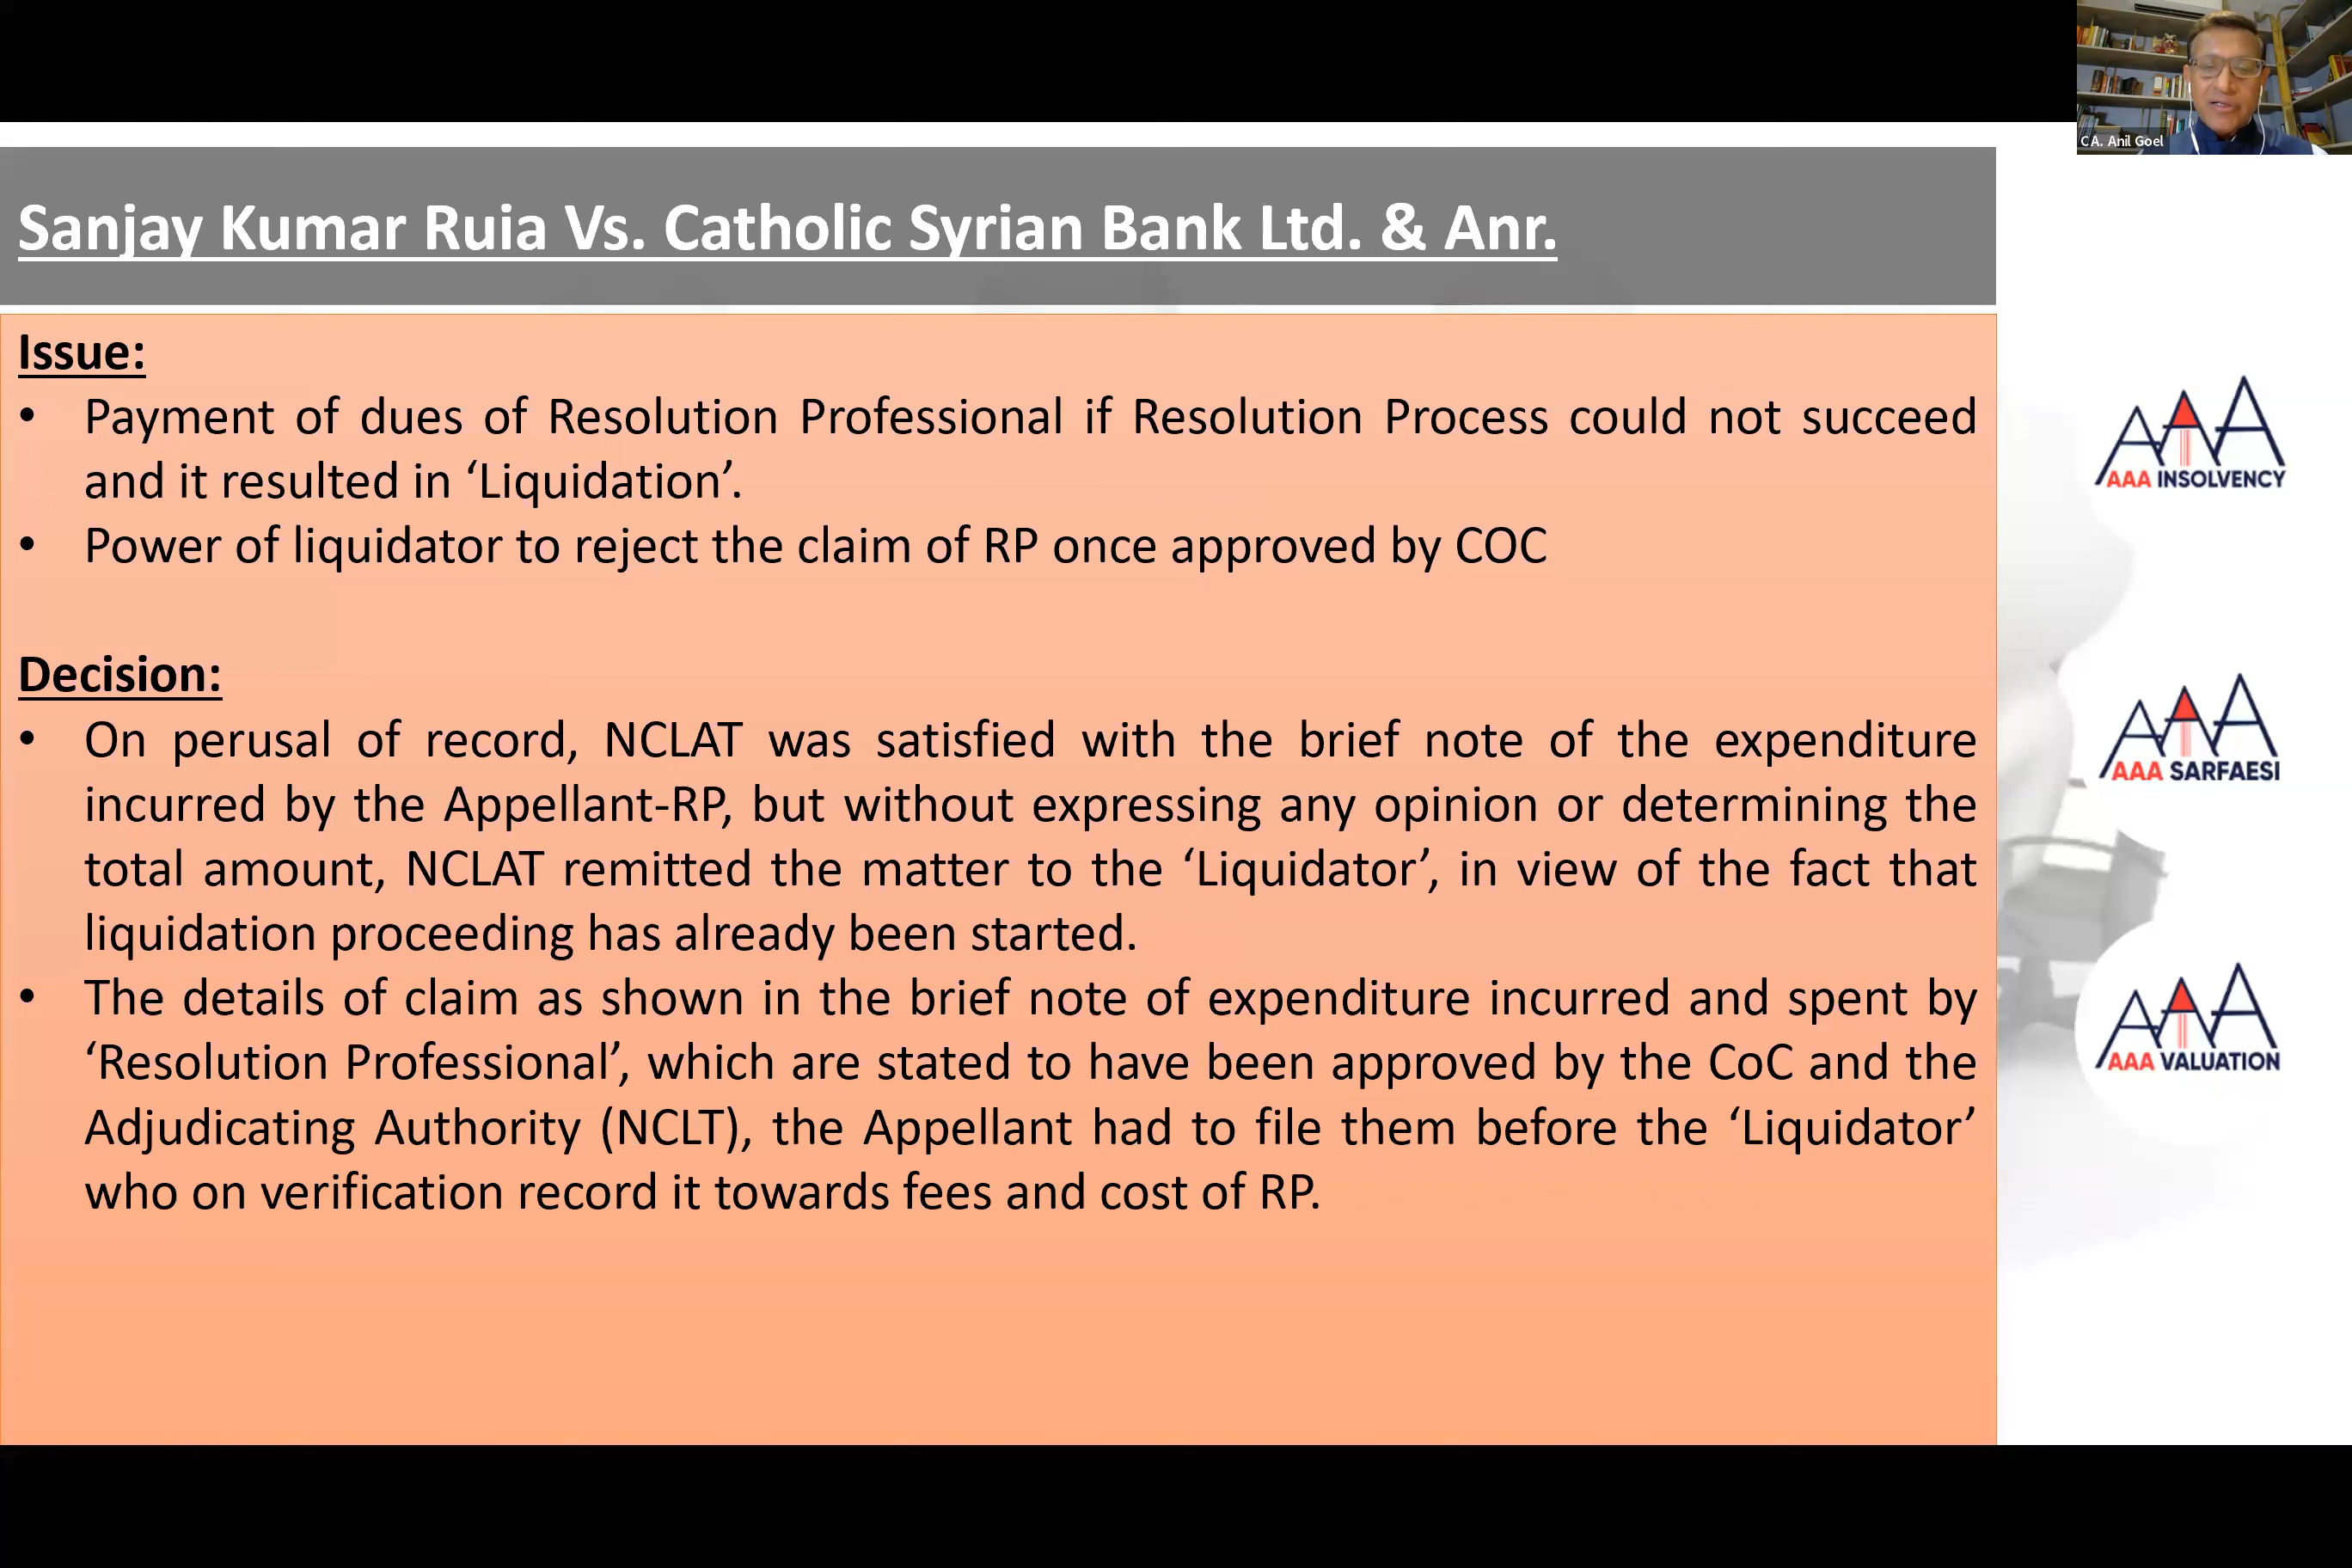 CA. Anil Goel
Sanjay Kumar Ruia Vs. Catholic Syrian Bank Ltd. & Anr.
Issue:
• Payment of dues of Resolution Professional if Resolution Process could not succeed
and it resulted in ‘Liquidation’.
• Power of liquidator to reject the claim of RP once approved by COC
Decision:
• On perusal of record, NCLAT was satisfied with the brief note of the expenditure
incurred by the Appellant-RP, but without expressing any opinion or determining the
total amount, NCLAT remitted the matter to the ‘Liquidator’, in view of the fact that
liquidation proceeding has already been started.
• The details of claim as shown in the brief note of expenditure incurred and spent by
‘Resolution Professional’, which are stated to have been approved by the CoC and the
Adjudicating Authority (NCLT), the Appellant had to file them before the ‘Liquidator’
who on verification record it towards fees and cost of RP.
AAA
AAA INSOLVENCY
AAA
AAA SARFAESI
AAA
AAA VALUATION